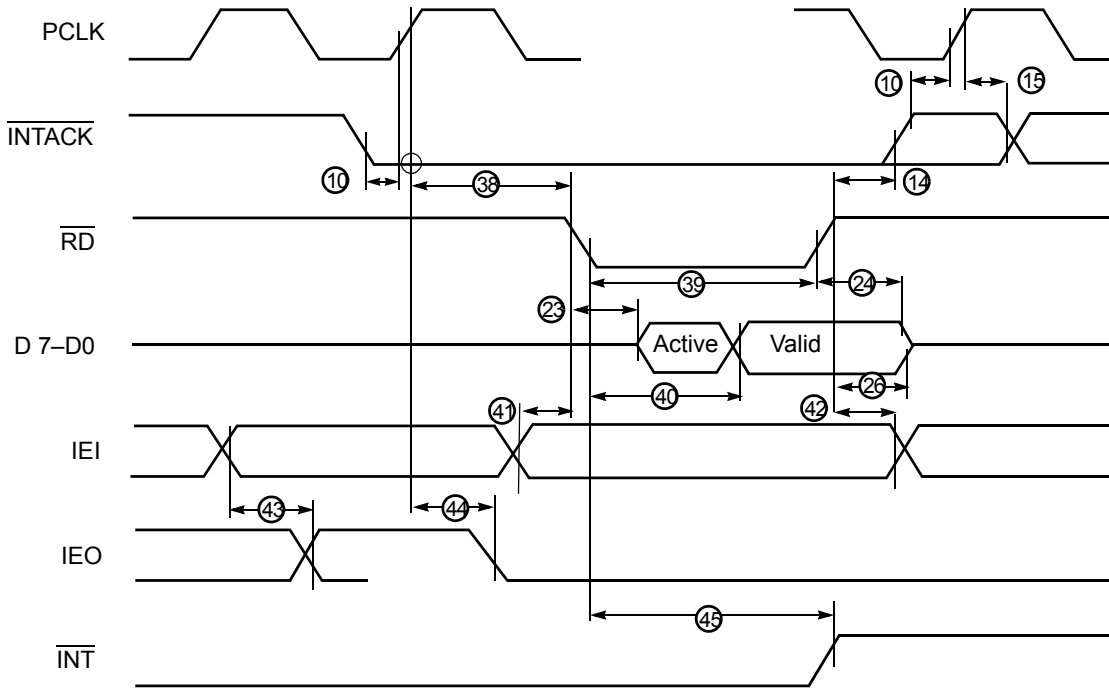 PCLK
10
15
INTACK
10
38
14
RD
39
24
23
D 7–D0
Active
Valid
26
40
41
42
IEI
43
44
IEO
45
INT